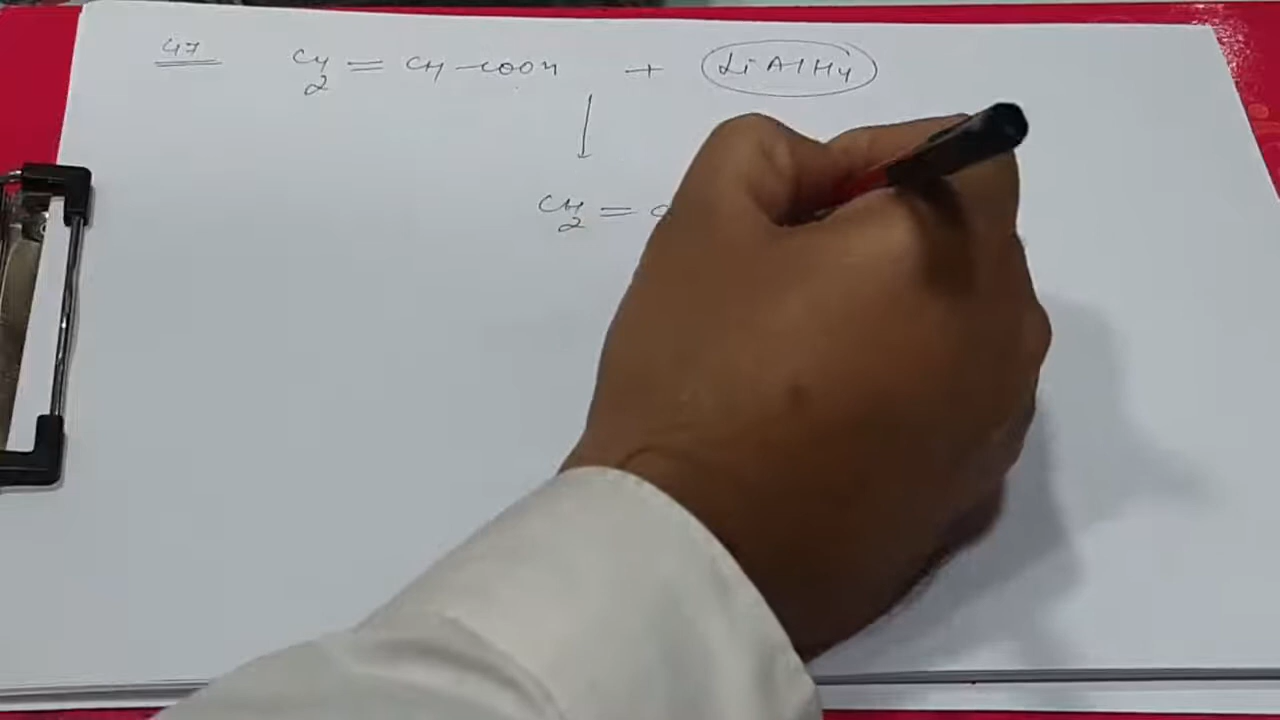 47 CH2 = CH - COOH + LiAlH4
CH2 =